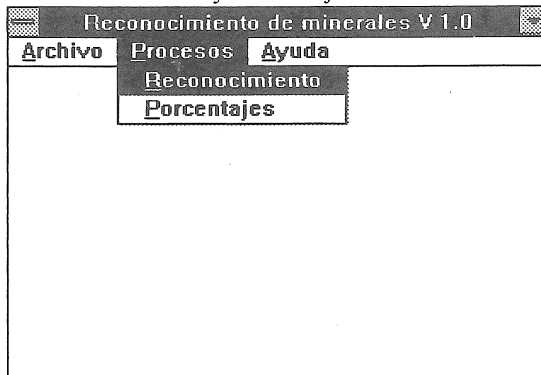 Reconocimiento de minerales V 1.0
Archivo Procesos Ayuda
Reconocimiento
Porcentajes